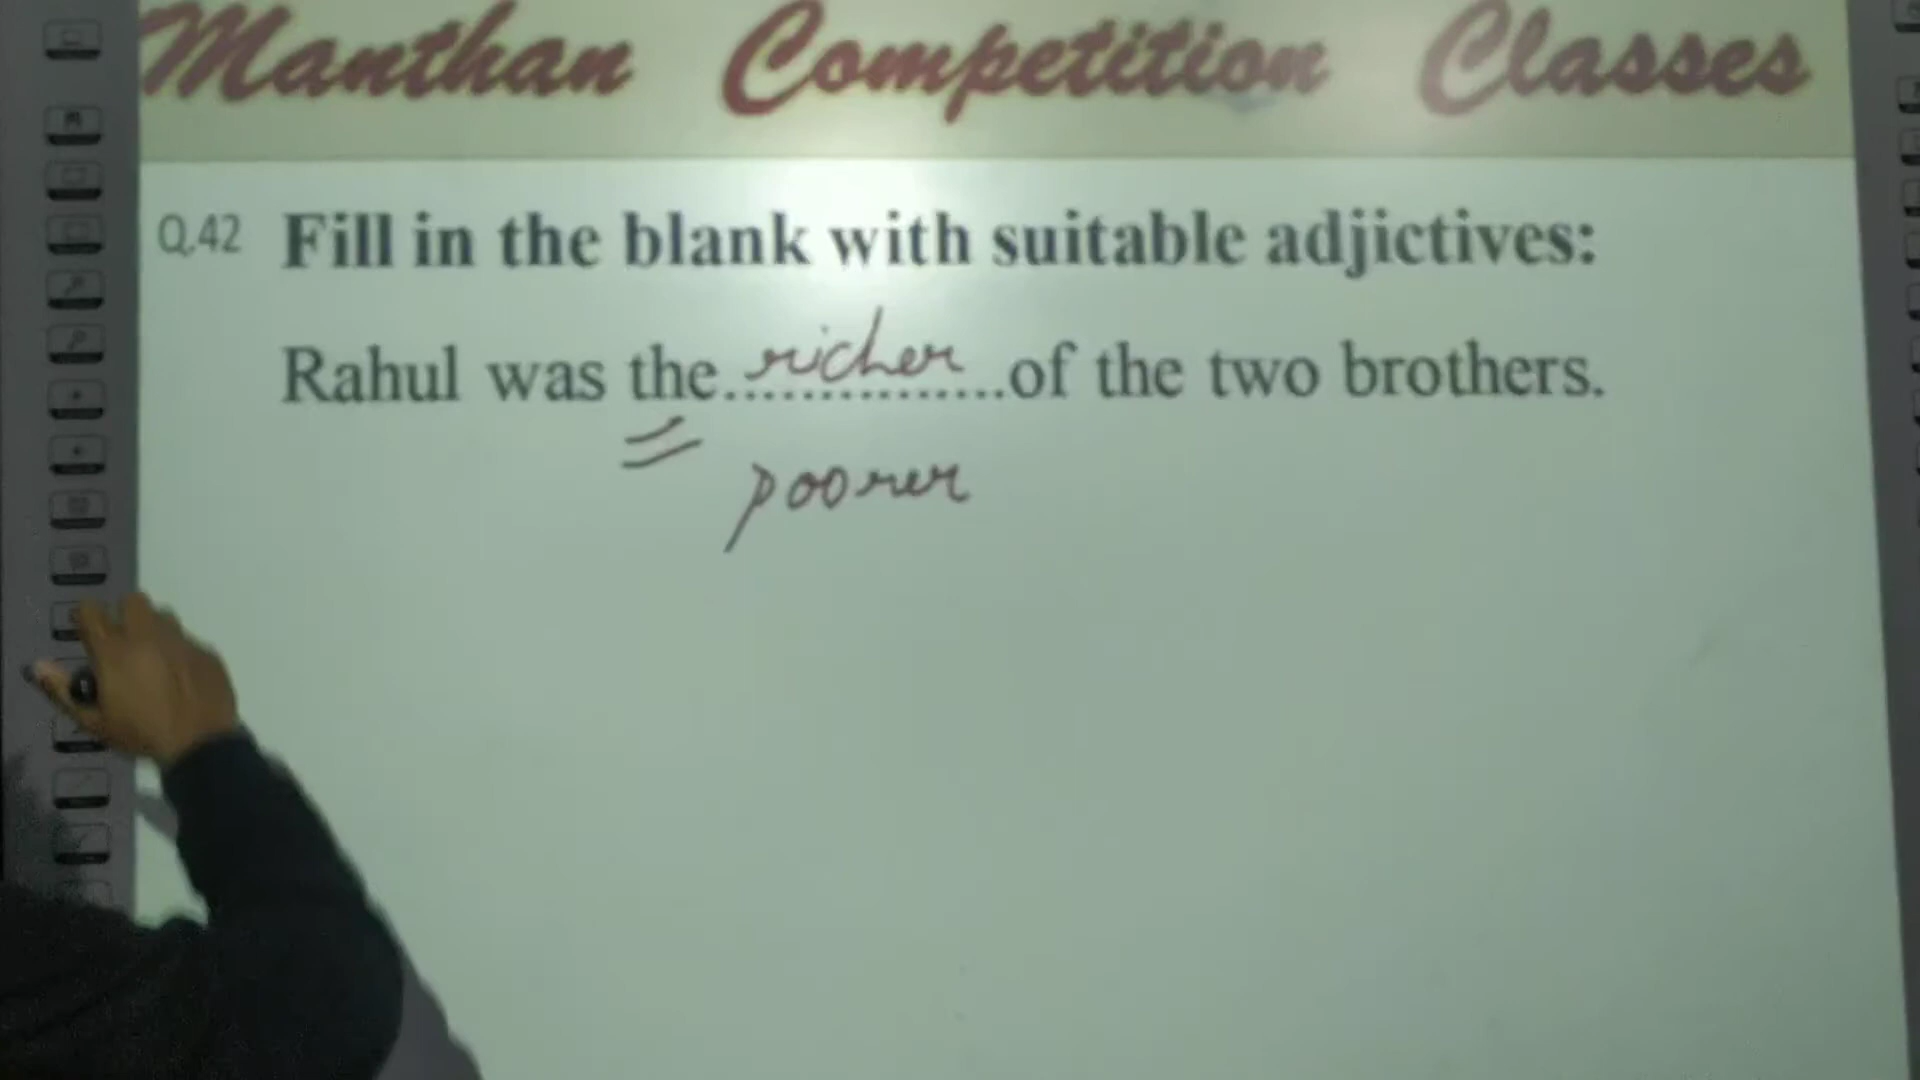 Manthan Competition Classes
Q.42 Fill in the blank with suitable adjictives:
Rahul was the...richer...of the two brothers.
poorer